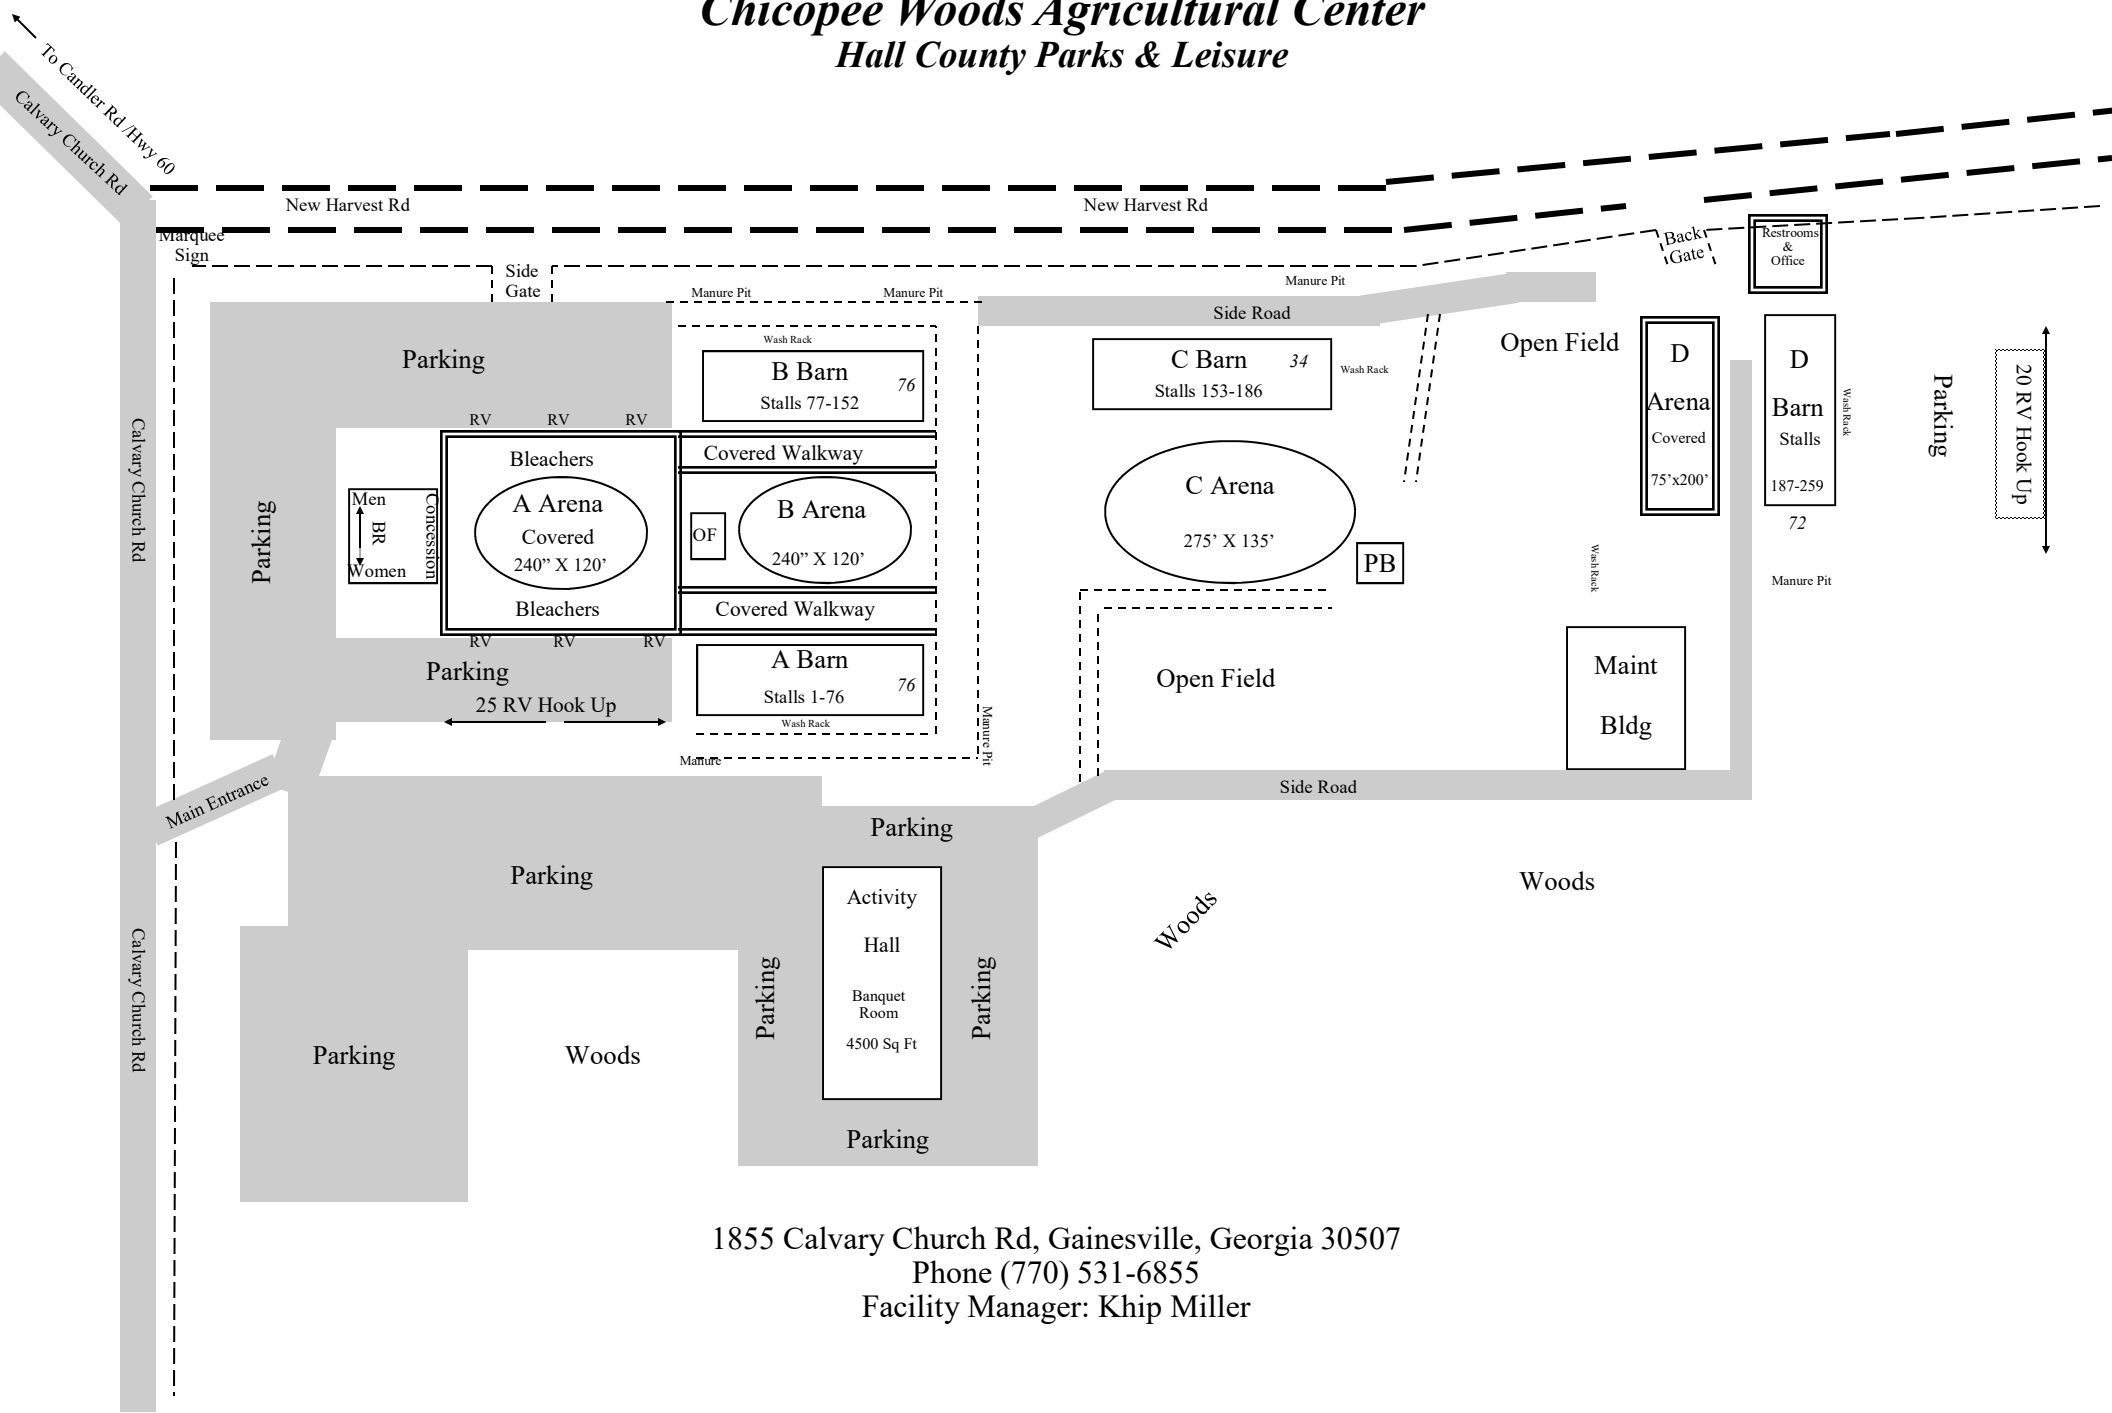 Chicopee Woods Agricultural Center
Hall County Parks & Leisure
To Candler Rd /Hwy 60
Calvary Church Rd
New Harvest Rd
New Harvest Rd
Marquee
Sign
Side
Gate
Back
Gate
Restrooms
&
Office
Manure Pit
Manure Pit
Manure Pit
Side Road
Parking
Wash Rack
B Barn
76
Stalls 77-152
C Barn
34
Stalls 153-186
Wash Rack
Open Field
D
Arena
Covered
75’x200’
D
Barn
Stalls
187-259
72
Wash Rack
Parking
20 RV Hook Up
Calvary Church Rd
RV
RV
RV
Bleachers
Covered Walkway
Parking
Men
BR
Women
Concession
A Arena
Covered
240” X 120’
OF
B Arena
240” X 120’
C Arena
275’ X 135’
PB
Wash Rack
Manure Pit
Bleachers
Covered Walkway
RV
RV
RV
Parking
25 RV Hook Up
A Barn
Stalls 1-76
76
Wash Rack
Manure
Manure Pit
Open Field
Maint
Bldg
Main Entrance
Side Road
Parking
Parking
Woods
Woods
Calvary Church Rd
Activity
Hall
Banquet
Room
4500 Sq Ft
Parking
Parking
Parking
Woods
Parking
1855 Calvary Church Rd, Gainesville, Georgia 30507
Phone (770) 531-6855
Facility Manager: Khip Miller